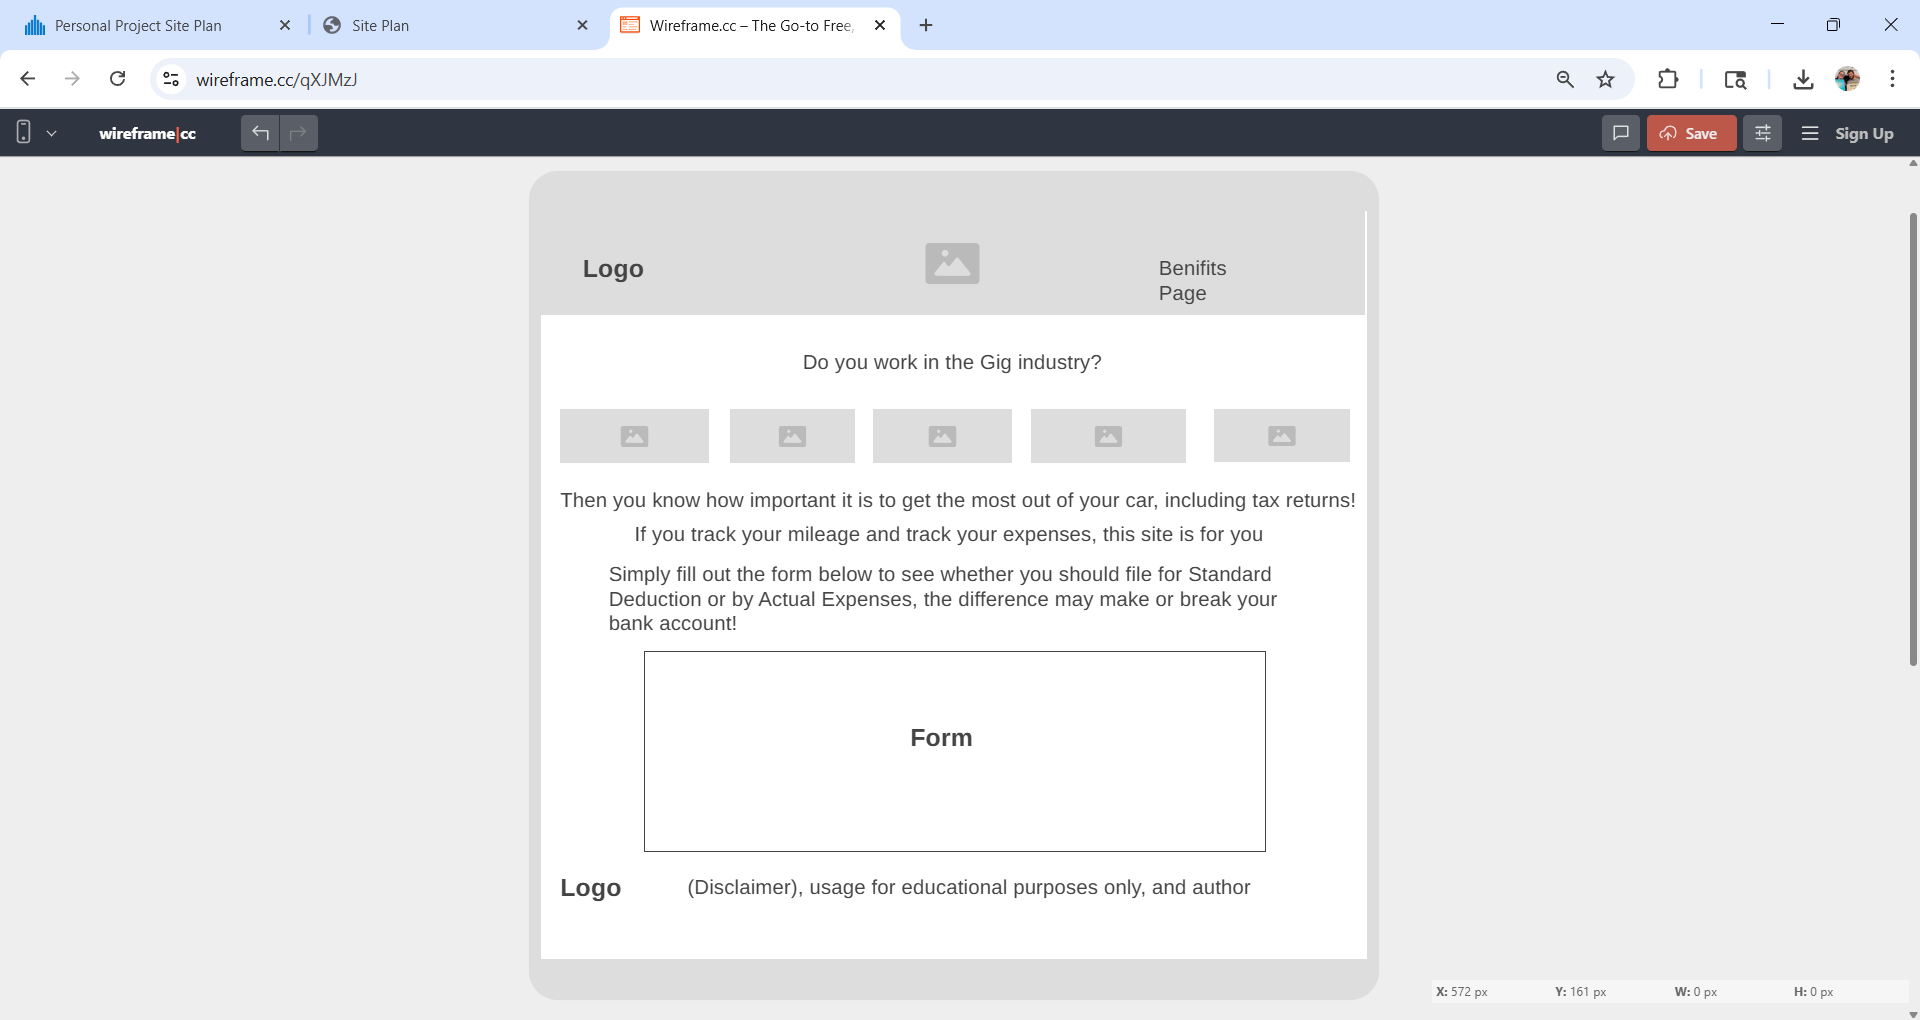 Personal Project Site Plan
Site Plan
Wireframe.cc – The Go-to Free,
wireframe.cc/qXJMzJ
wireframe|cc
Save
Sign Up
Logo
Benifits
Page
Do you work in the Gig industry?
Then you know how important it is to get the most out of your car, including tax returns!
If you track your mileage and track your expenses, this site is for you
Simply fill out the form below to see whether you should file for Standard
Deduction or by Actual Expenses, the difference may make or break your
bank account!
Form
Logo
(Disclaimer), usage for educational purposes only, and author
X: 572 px
Y: 161 px
W: 0 px
H: 0 px